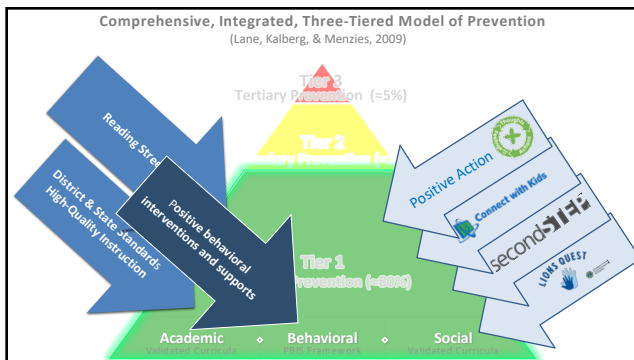 Comprehensive, Integrated, Three-Tiered Model of Prevention
(Lane, Kalberg, & Menzies, 2009)
Tier 3
Tertiary Prevention (≈5%)
Tier 2
Reading
District & State Standards
High-Quality Instruction
Positive behavioral
interventions and supports
Thoughts
Positive Action
Connect with Kids
secondSTEP
LIONS QUEST
Tier 1
Prevention (≈80%)
Academic ⬥ Behavioral ⬥ Social
Validated Curricula PBIS Framework Validated Curricula